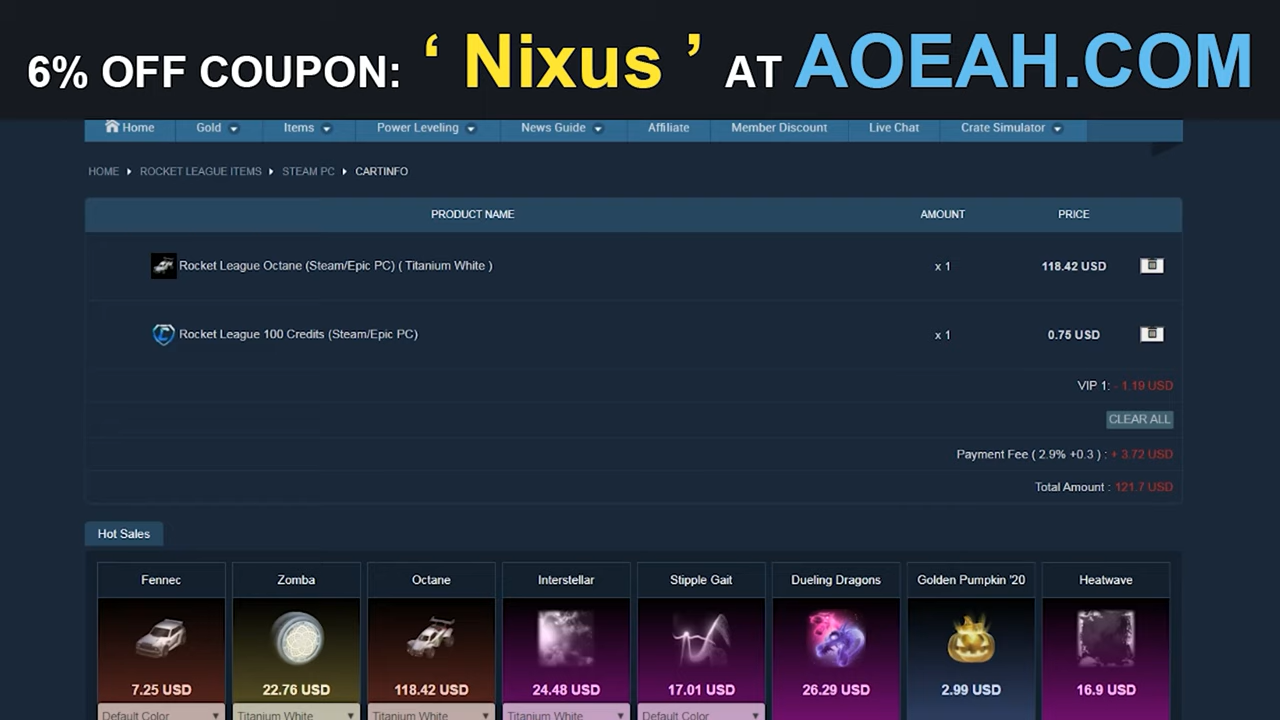 6% OFF COUPON: ‘ Nixus ’ AT AOEAH.COM
Home Gold Items Power Leveling News Guide Affiliate Member Discount Live Chat Crate Simulator
HOME ROCKET LEAGUE ITEMS STEAM PC CARTINFO
PRODUCT NAME AMOUNT PRICE
Rocket League Octane (Steam/Epic PC) ( Titanium White ) x 1 118.42 USD
Rocket League 100 Credits (Steam/Epic PC) x 1 0.75 USD
VIP 1: - 1.19 USD
CLEAR ALL
Payment Fee ( 2.9% +0.3 ) : + 3.72 USD
Total Amount : 121.7 USD
Hot Sales
Fennec Zomba Octane Interstellar Stipple Gait Dueling Dragons Golden Pumpkin '20 Heatwave
7.25 USD 22.76 USD 118.42 USD 24.48 USD 17.01 USD 26.29 USD 2.99 USD 16.9 USD
Default Color Titanium White Titanium White Titanium White Default Color